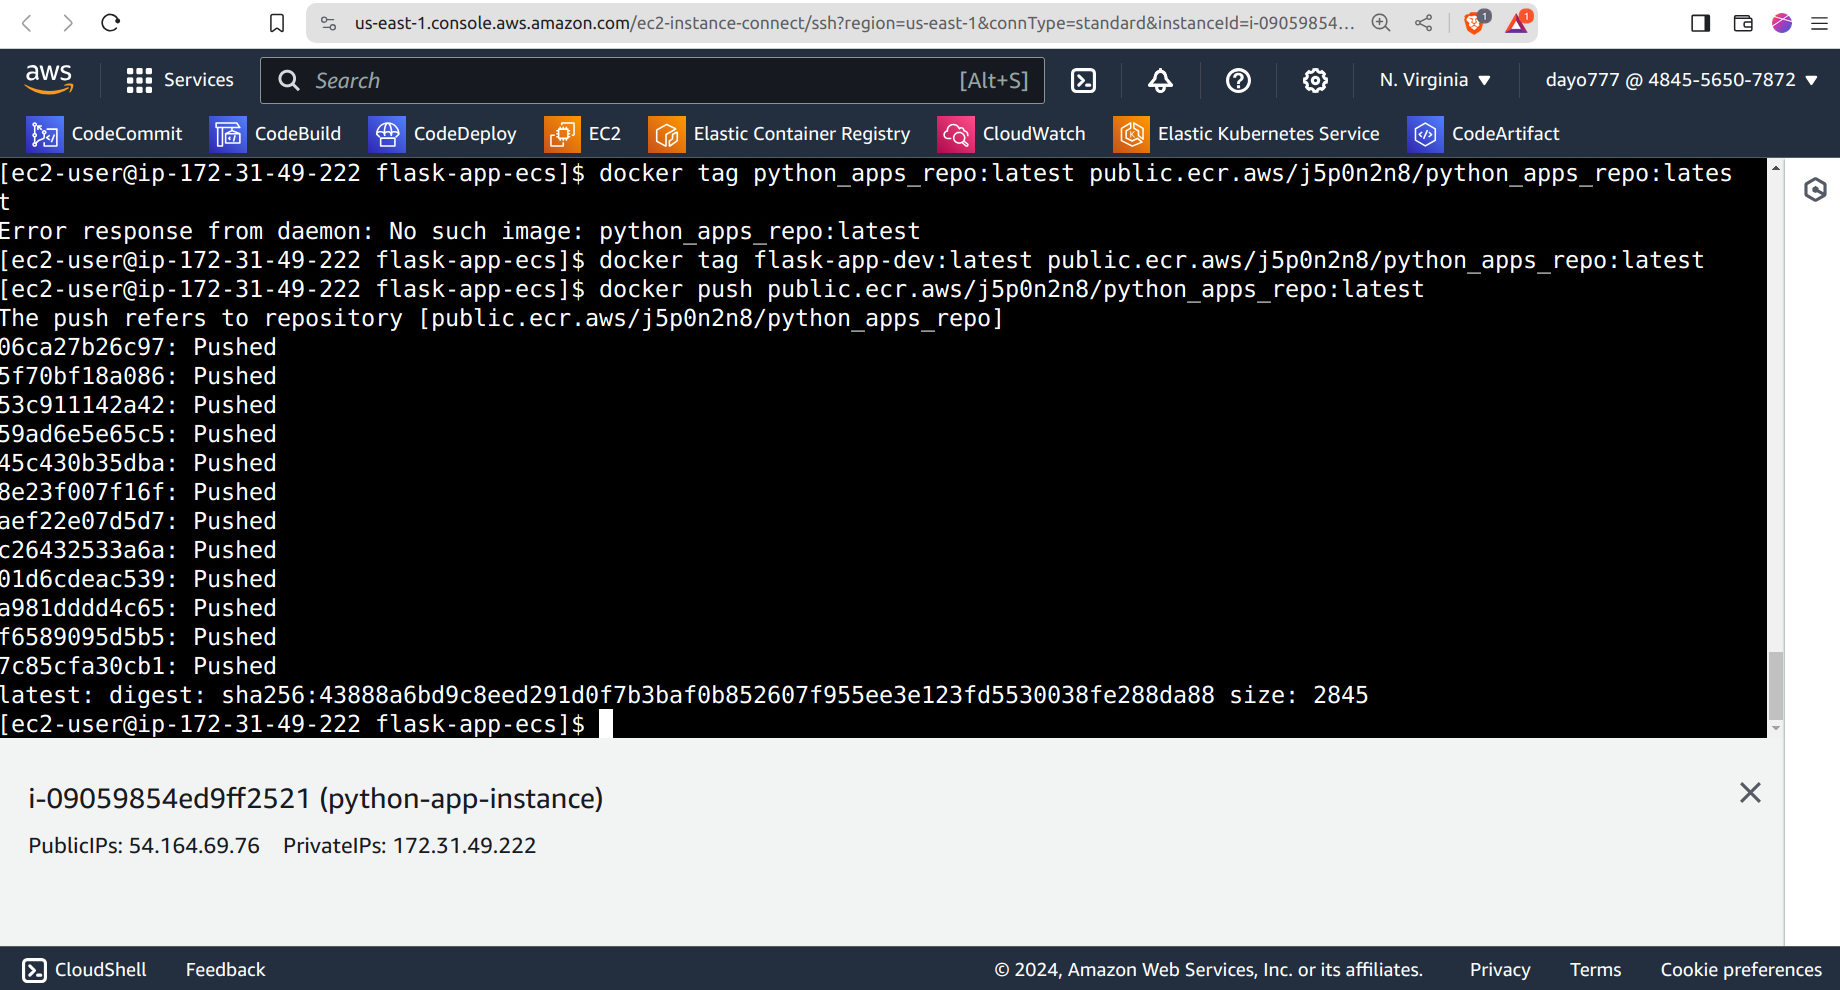 us-east-1.console.aws.amazon.com/ec2-instance-connect/ssh?region=us-east-1&connType=standard&instanceId=i-09059854... 1 1
aws Services Search [Alt+S] N. Virginia ▼ dayo777 @ 4845-5650-7872 ▼
CodeCommit CodeBuild CodeDeploy EC2 Elastic Container Registry CloudWatch Elastic Kubernetes Service CodeArtifact
[ec2-user@ip-172-31-49-222 flask-app-ecs]$ docker tag python_apps_repo:latest public.ecr.aws/j5p0n2n8/python_apps_repo:lates
t
Error response from daemon: No such image: python_apps_repo:latest
[ec2-user@ip-172-31-49-222 flask-app-ecs]$ docker tag flask-app-dev:latest public.ecr.aws/j5p0n2n8/python_apps_repo:latest
[ec2-user@ip-172-31-49-222 flask-app-ecs]$ docker push public.ecr.aws/j5p0n2n8/python_apps_repo:latest
The push refers to repository [public.ecr.aws/j5p0n2n8/python_apps_repo]
06ca27b26c97: Pushed
5f70bf18a086: Pushed
53c911142a42: Pushed
59ad6e5e65c5: Pushed
45c430b35dba: Pushed
8e23f007f16f: Pushed
aef22e07d5d7: Pushed
c26432533a6a: Pushed
01d6cdeac539: Pushed
a981dddd4c65: Pushed
f6589095d5b5: Pushed
7c85cfa30cb1: Pushed
latest: digest: sha256:43888a6bd9c8eed291d0f7b3baf0b852607f955ee3e123fd5530038fe288da88 size: 2845
[ec2-user@ip-172-31-49-222 flask-app-ecs]$
i-09059854ed9ff2521 (python-app-instance)
PublicIPs: 54.164.69.76 PrivateIPs: 172.31.49.222
CloudShell Feedback © 2024, Amazon Web Services, Inc. or its affiliates. Privacy Terms Cookie preferences